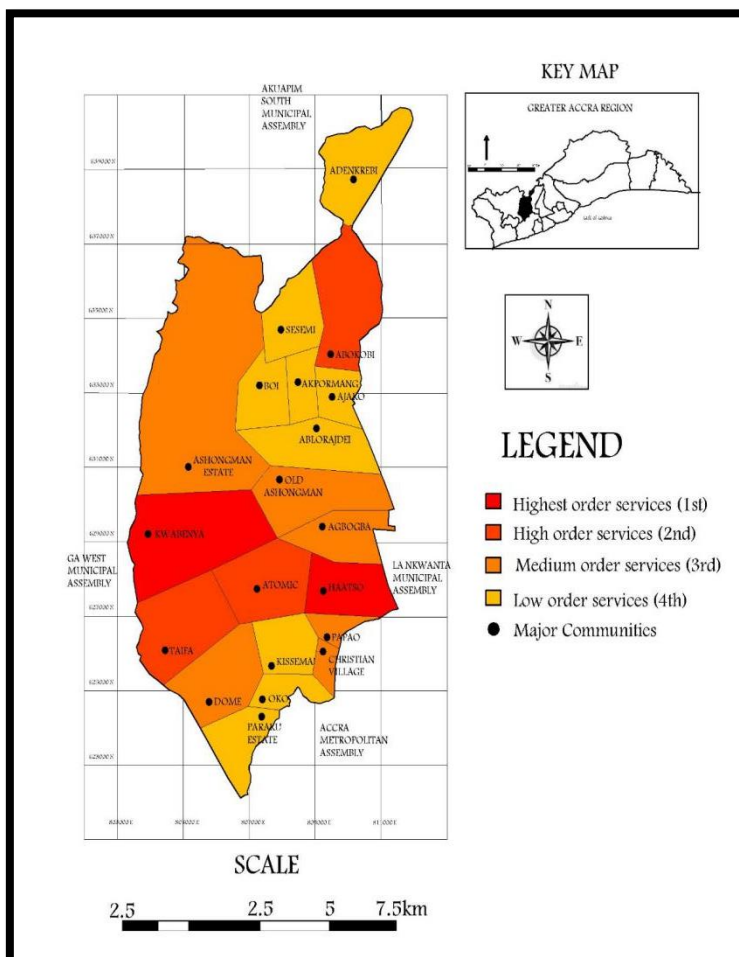 KEY MAP
GREATER ACCRA REGION
AKUAPIM
SOUTH
MUNICIPAL
ASSEMBLY
ADENKREBI
SESEMI
ABOKOBI
BOI
AKPORMANG
AJAKO
ABLORAJDEI
ASHONGMAN
ESTATE
OLD
ASHONGMAN
AGBOGBA
KWABENYA
GA WEST
MUNICIPAL
ASSEMBLY
LA NKWANTA
MUNICIPAL
ASSEMBLY
ATOMIC
HAATSO
TAIFA
PAPAO
CHRISTIAN
VILLAGE
KISSEMAI
DOME
OKO
PARAKU
ESTATE
ACCRA
METROPOLITAN
ASSEMBLY
N
W
E
S
LEGEND
Highest order services (1st)
High order services (2nd)
Medium order services (3rd)
Low order services (4th)
Major Communities
SCALE
2.5 2.5 5 7.5km